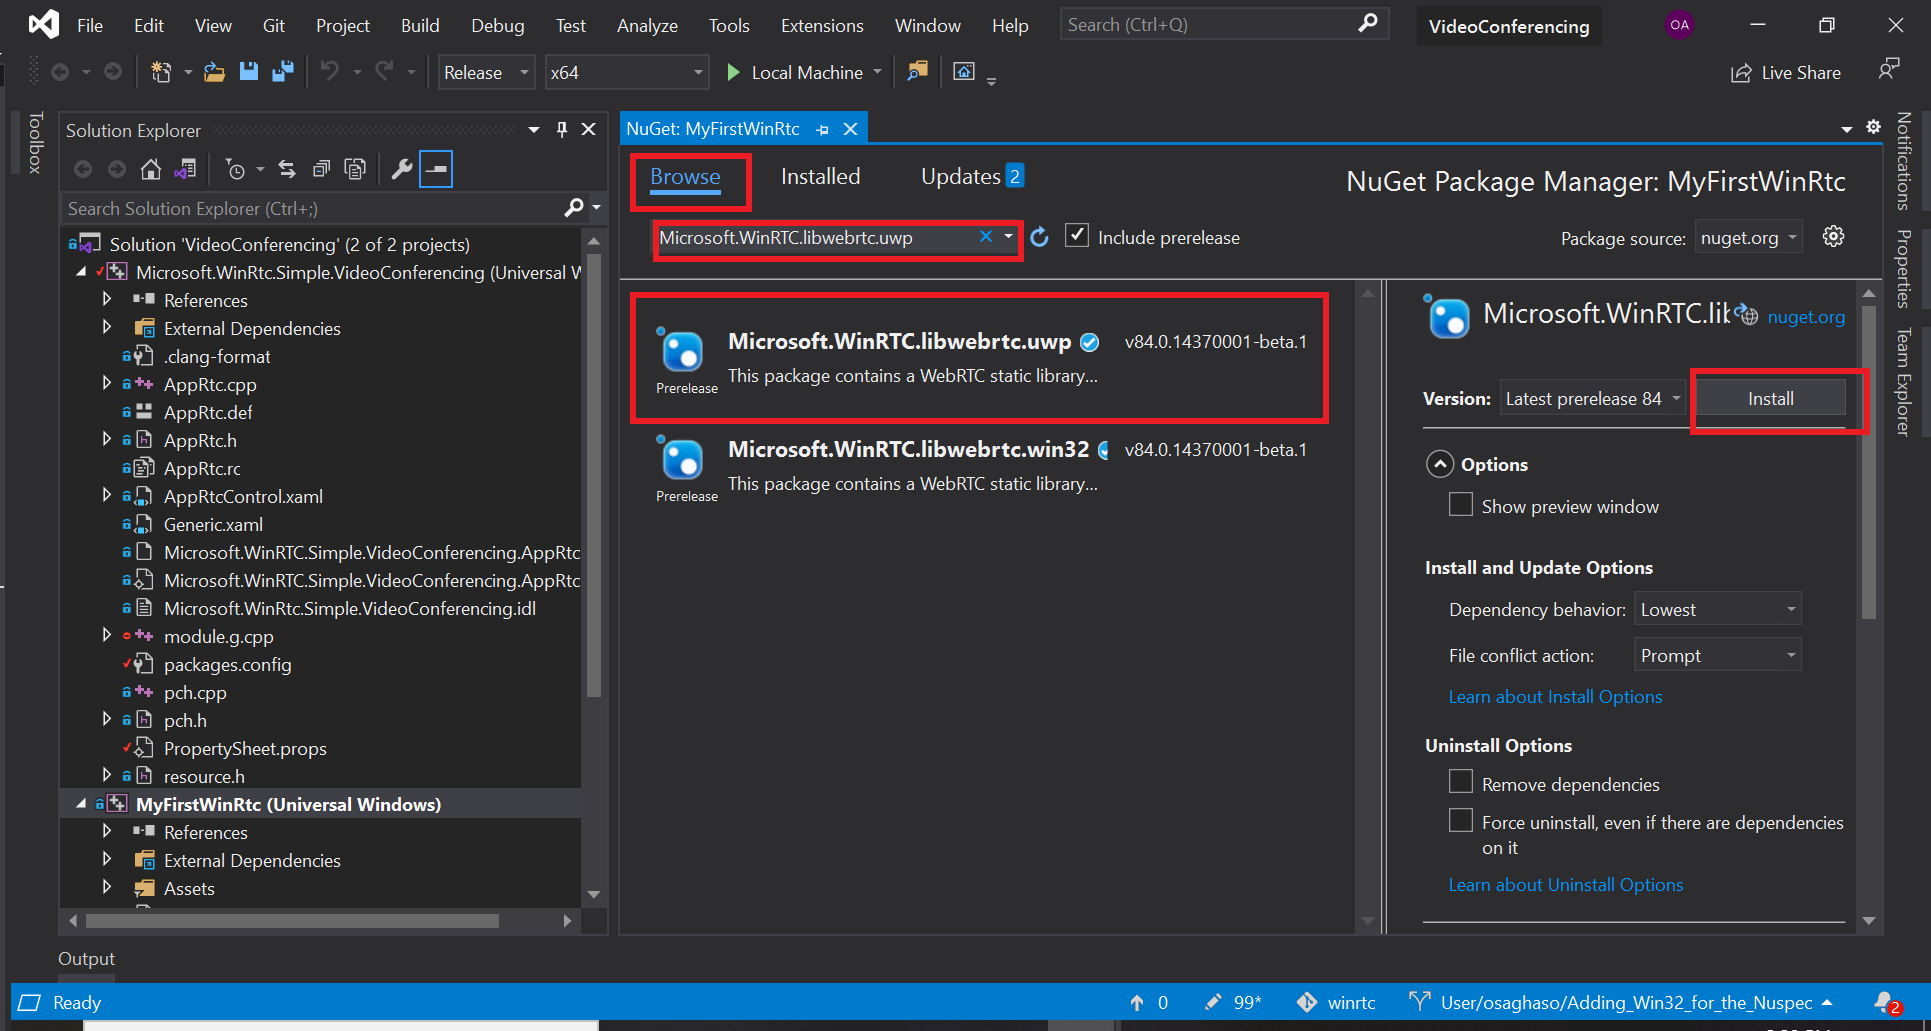 File Edit View Git Project Build Debug Test Analyze Tools Extensions Window Help Search (Ctrl+Q) VideoConferencing OA
Release x64 Local Machine Live Share
Toolbox
Solution Explorer
Search Solution Explorer (Ctrl+;)
Solution 'VideoConferencing' (2 of 2 projects)
Microsoft.WinRtc.Simple.VideoConferencing (Universal W
References
External Dependencies
.clang-format
AppRtc.cpp
AppRtc.def
AppRtc.h
AppRtc.rc
AppRtcControl.xaml
Generic.xaml
Microsoft.WinRTC.Simple.VideoConferencing.AppRtc
Microsoft.WinRTC.Simple.VideoConferencing.AppRtc
Microsoft.WinRtc.Simple.VideoConferencing.idl
module.g.cpp
packages.config
pch.cpp
pch.h
PropertySheet.props
resource.h
MyFirstWinRtc (Universal Windows)
References
External Dependencies
Assets
NuGet: MyFirstWinRtc
Browse Installed Updates 2
NuGet Package Manager: MyFirstWinRtc
Microsoft.WinRTC.libwebrtc.uwp Include prerelease
Package source: nuget.org
Microsoft.WinRTC.libwebrtc.uwp v84.0.14370001-beta.1
This package contains a WebRTC static library...
Prerelease
Microsoft.WinRTC.libwebrtc.win32 v84.0.14370001-beta.1
This package contains a WebRTC static library...
Prerelease
Microsoft.WinRTC.lib nuget.org
Version: Latest prerelease 84 Install
Options
Show preview window
Install and Update Options
Dependency behavior: Lowest
File conflict action: Prompt
Learn about Install Options
Uninstall Options
Remove dependencies
Force uninstall, even if there are dependencies
on it
Learn about Uninstall Options
Notifications
Properties
Team Explorer
Output
Ready 0 99* winrtc User/osaghaso/Adding_Win32_for_the_Nuspec 2